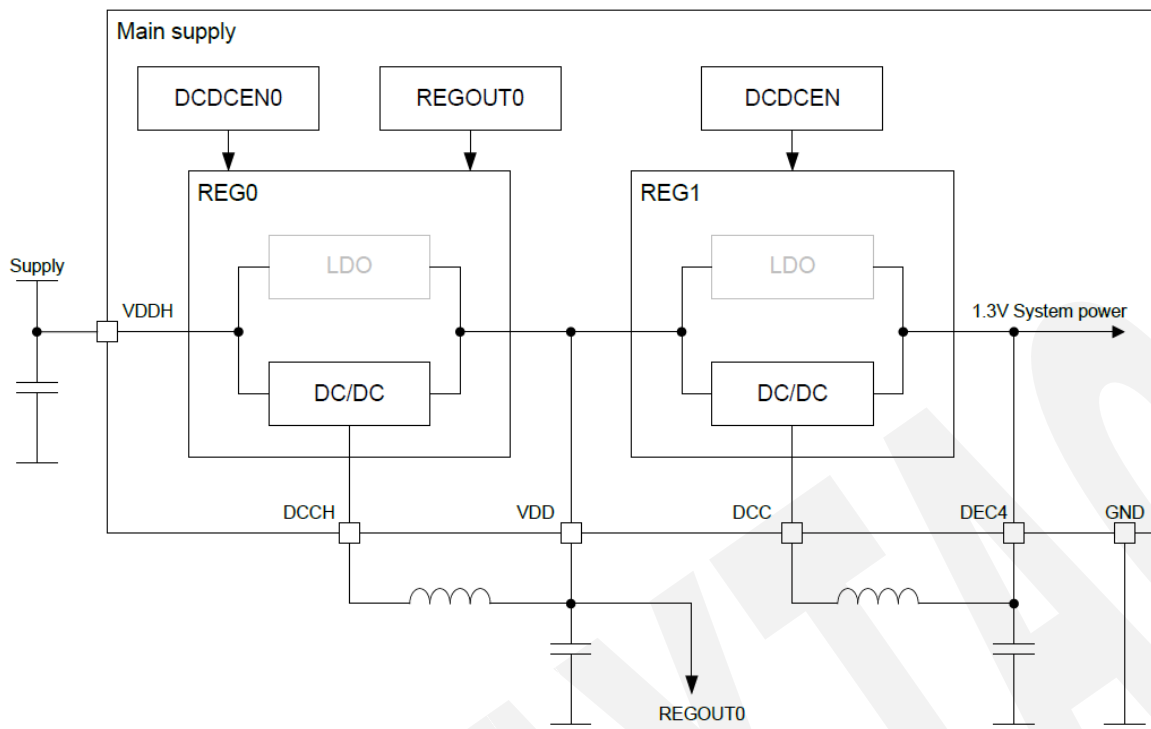 Main supply
DCDCEN0
REGOUT0
DCDCEN
REG0
REG1
LDO
LDO
Supply
VDDH
1.3V System power
DC/DC
DC/DC
DCCH
VDD
DCC
DEC4
GND
REGOUT0